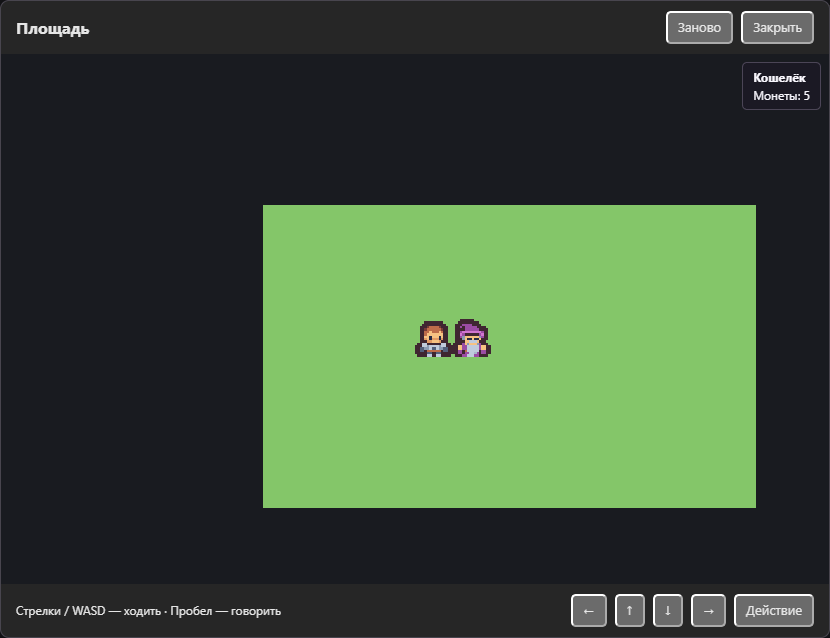 Площадь
Заново
Закрыть
Кошелёк
Монеты: 5
Стрелки / WASD — ходить · Пробел — говорить
← ↑ ↓ →
Действие